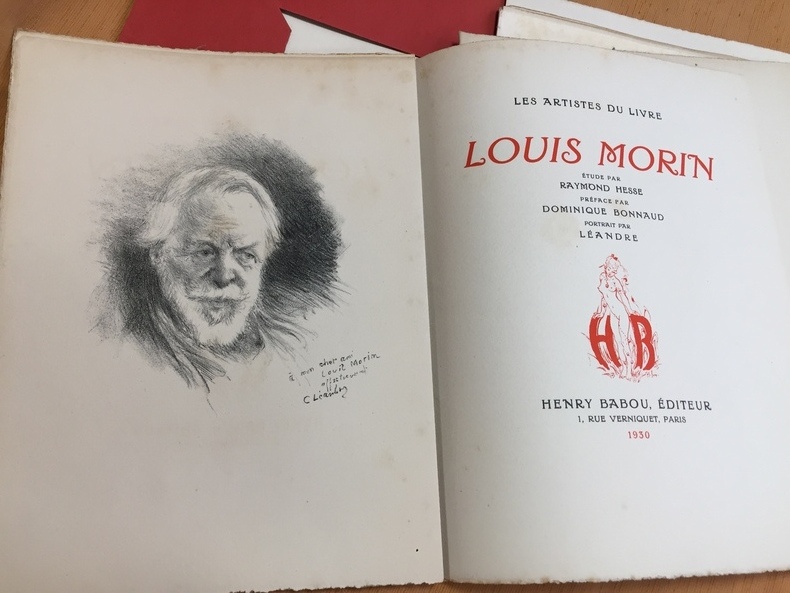 à mon cher ami
Louis Morin
affectueusement
C Léandre
LES ARTISTES DU LIVRE
LOUIS MORIN
ÉTUDE PAR
RAYMOND HESSE
PRÉFACE PAR
DOMINIQUE BONNAUD
PORTRAIT PAR
LÉANDRE
H B
HENRY BABOU, ÉDITEUR
1, RUE VERNIQUET, PARIS
1930